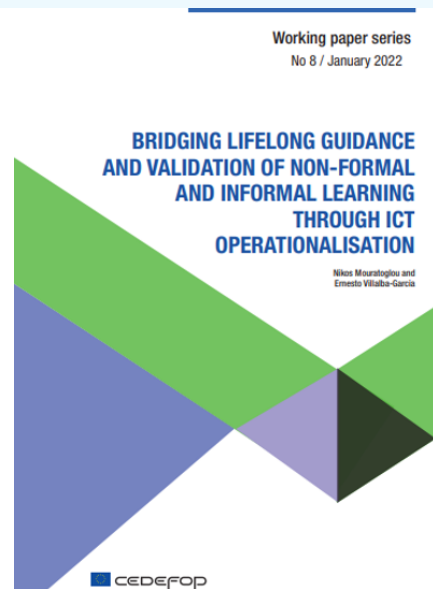 Working paper series
No 8 / January 2022
BRIDGING LIFELONG GUIDANCE
AND VALIDATION OF NON-FORMAL
AND INFORMAL LEARNING
THROUGH ICT
OPERATIONALISATION
Nikos Mouratoglou and
Ernesto Villalba-García
CEDEFOP